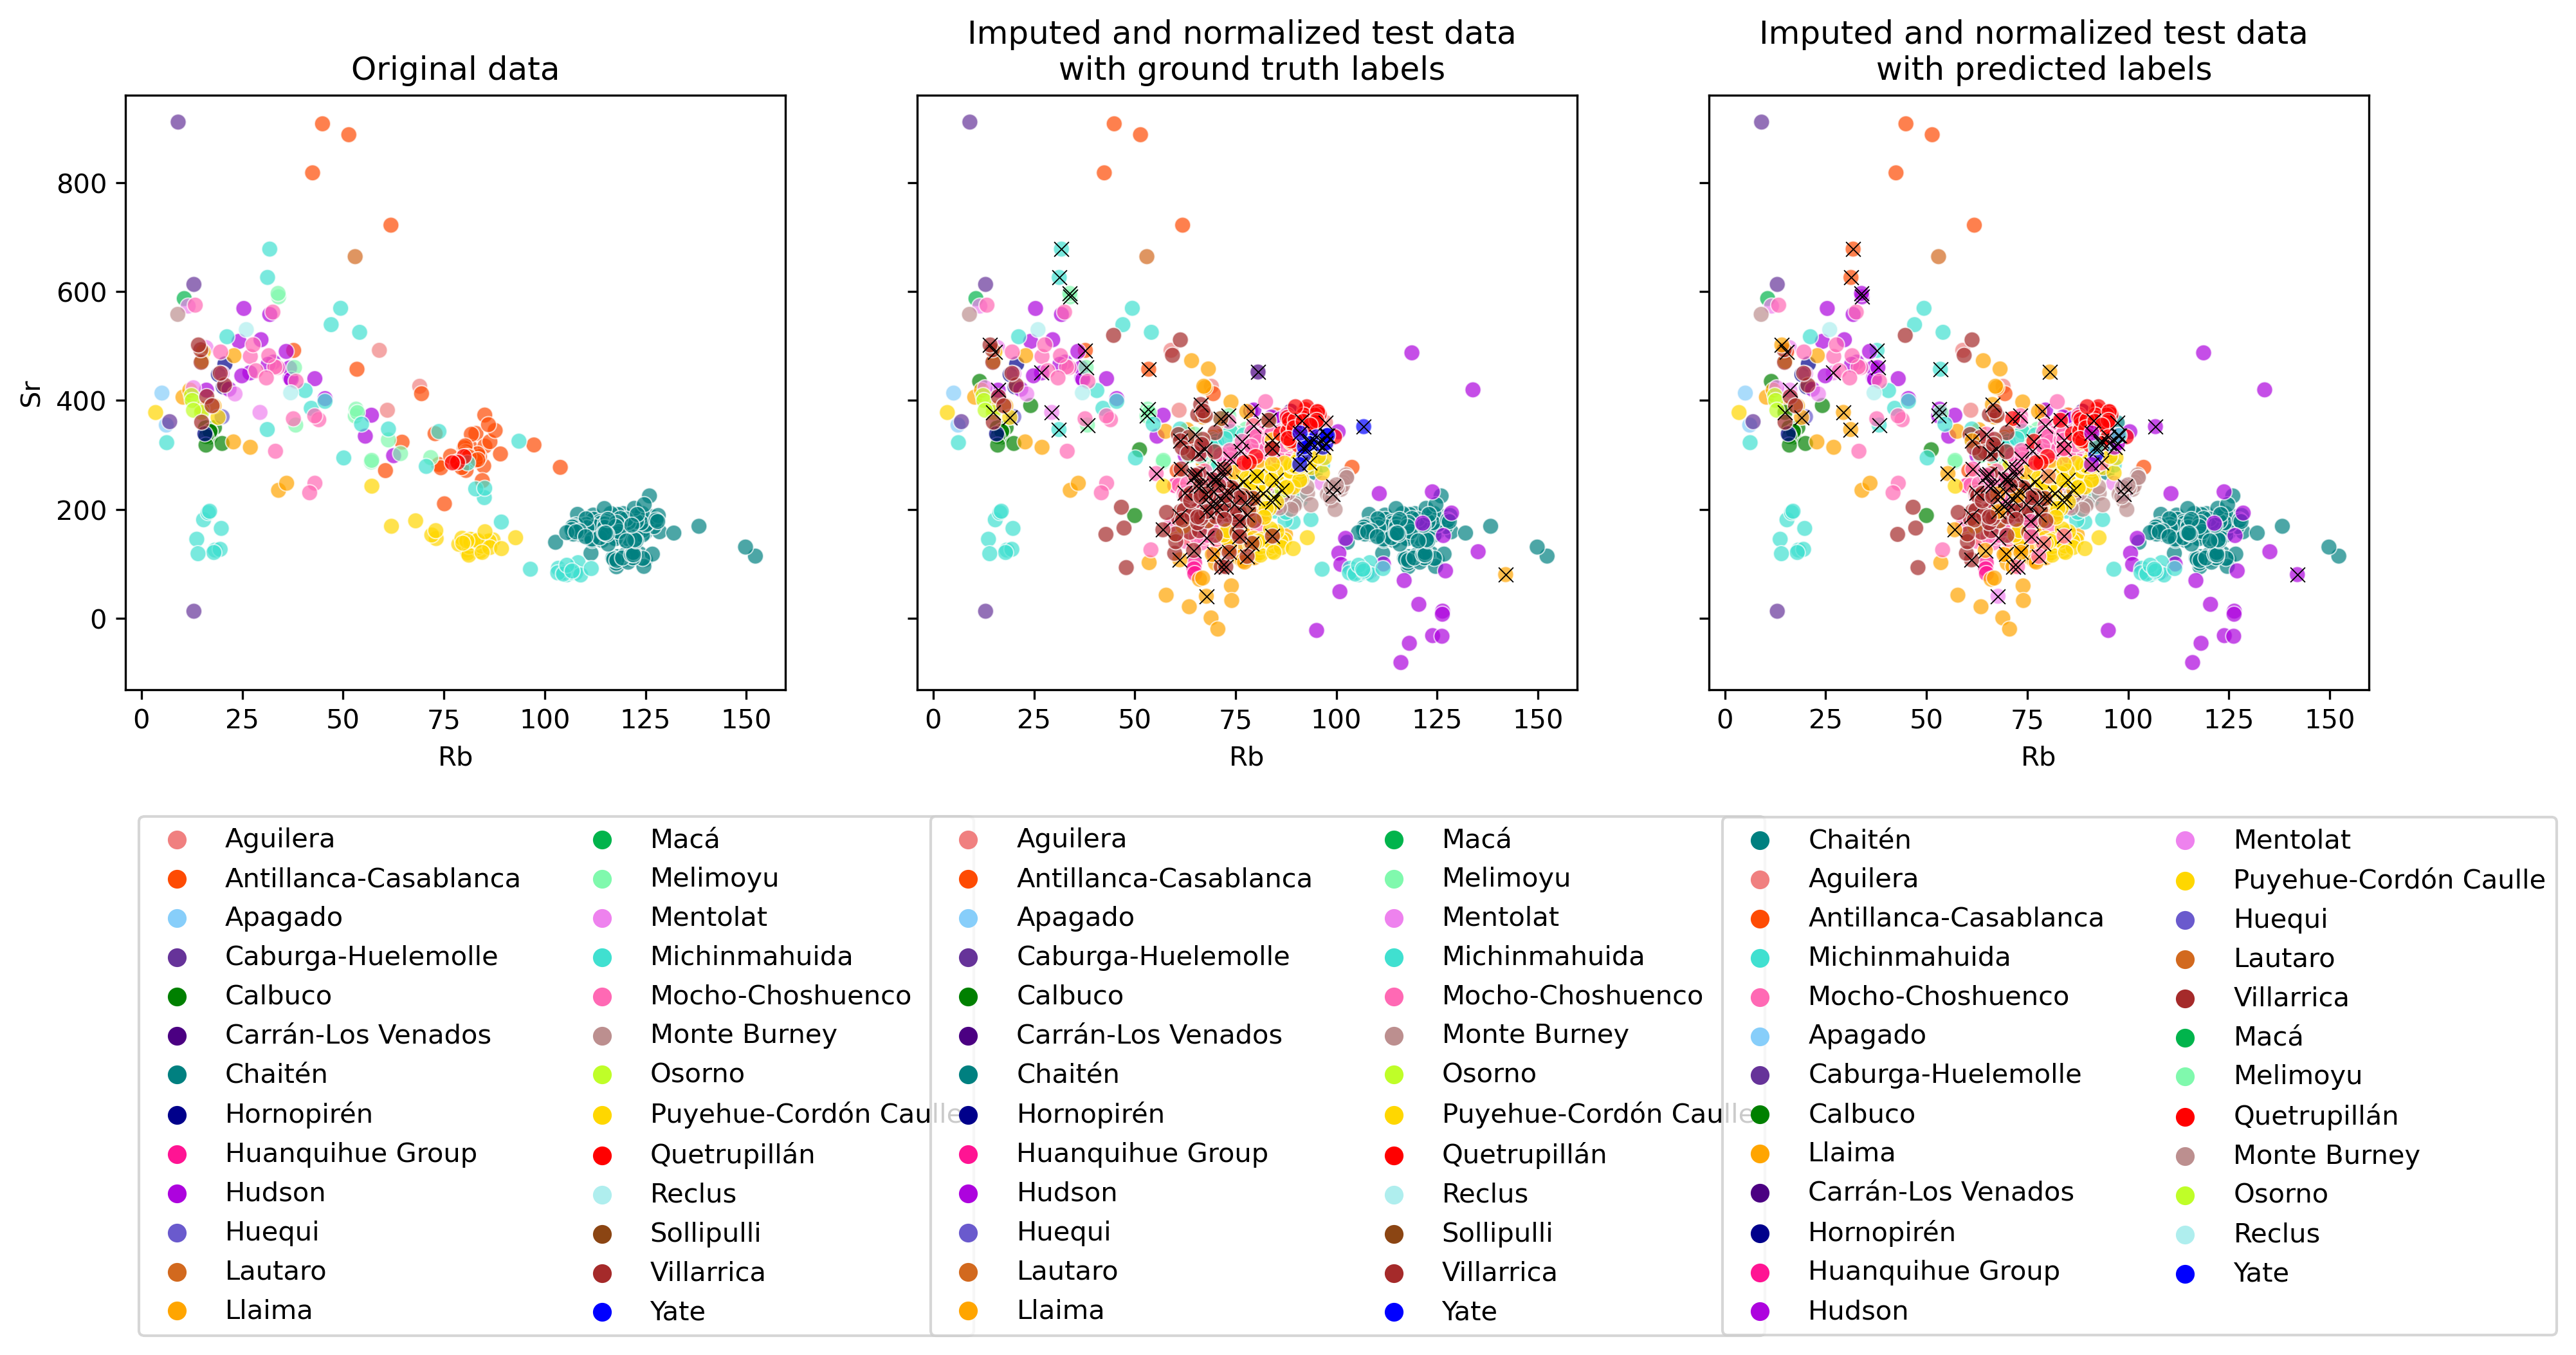 Original data
Imputed and normalized test data
with ground truth labels
Imputed and normalized test data
with predicted labels
Sr
800
600
400
200
0
0 25 50 75 100 125 150
Rb
0 25 50 75 100 125 150
Rb
0 25 50 75 100 125 150
Rb
Aguilera
Antillanca-Casablanca
Apagado
Caburga-Huelemolle
Calbuco
Carrán-Los Venados
Chaitén
Hornopirén
Huanquihue Group
Hudson
Huequi
Lautaro
Llaima
Macá
Melimoyu
Mentolat
Michinmahuida
Mocho-Choshuenco
Monte Burney
Osorno
Puyehue-Cordón Caulle
Quetrupillán
Reclus
Sollipulli
Villarrica
Yate
Aguilera
Antillanca-Casablanca
Apagado
Caburga-Huelemolle
Calbuco
Carrán-Los Venados
Chaitén
Hornopirén
Huanquihue Group
Hudson
Huequi
Lautaro
Llaima
Macá
Melimoyu
Mentolat
Michinmahuida
Mocho-Choshuenco
Monte Burney
Osorno
Puyehue-Cordón Caulle
Quetrupillán
Reclus
Sollipulli
Villarrica
Yate
Chaitén
Aguilera
Antillanca-Casablanca
Michinmahuida
Mocho-Choshuenco
Apagado
Caburga-Huelemolle
Calbuco
Llaima
Carrán-Los Venados
Hornopirén
Huanquihue Group
Hudson
Mentolat
Puyehue-Cordón Caulle
Huequi
Lautaro
Villarrica
Macá
Melimoyu
Quetrupillán
Monte Burney
Osorno
Reclus
Yate